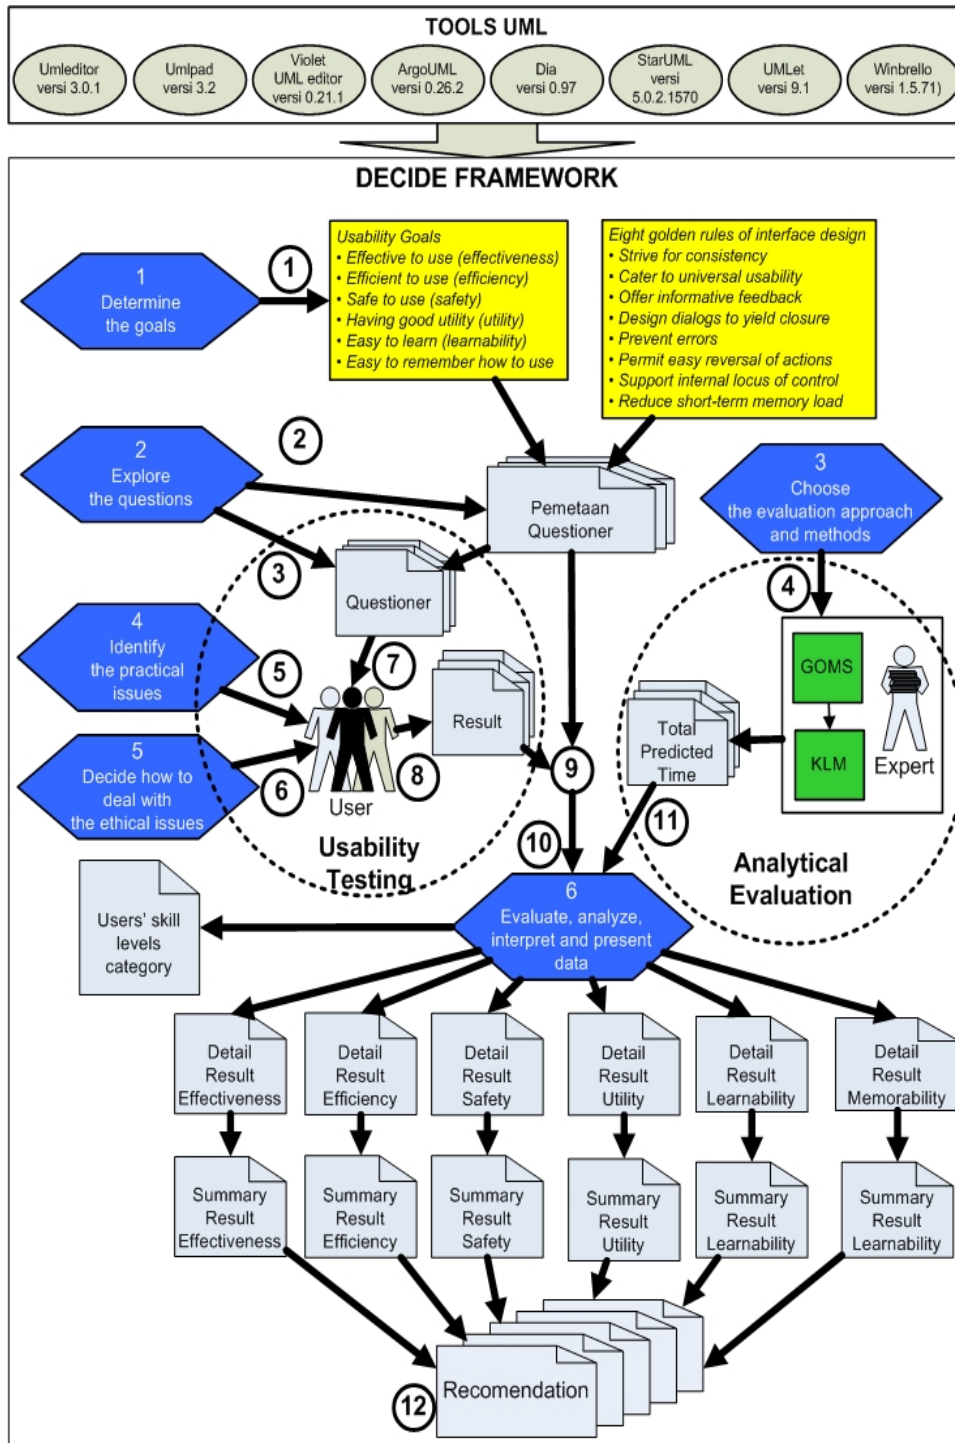 TOOLS UML
Umleditor
versi 3.0.1
Umlpad
versi 3.2
Violet
UML editor
versi 0.21.1
ArgoUML
versi 0.26.2
Dia
versi 0.97
StarUML
versi
5.0.2.1570
UMLet
versi 9.1
Winbrello
versi 1.5.71)
DECIDE FRAMEWORK
1
Determine
the goals
1
Usability Goals
• Effective to use (effectiveness)
• Efficient to use (efficiency)
• Safe to use (safety)
• Having good utility (utility)
• Easy to learn (learnability)
• Easy to remember how to use
Eight golden rules of interface design
• Strive for consistency
• Cater to universal usability
• Offer informative feedback
• Design dialogs to yield closure
• Prevent errors
• Permit easy reversal of actions
• Support internal locus of control
• Reduce short-term memory load
2
Explore
the questions
2
Pemetaan
Questioner
3
Choose
the evaluation approach
and methods
3
Questioner
4
4
Identify
the practical
issues
5
7
Result
GOMS
KLM
Expert
Total
Predicted
Time
5
Decide how to
deal with
the ethical issues
6
User
8
9
10
11
Usability
Testing
Analytical
Evaluation
6
Evaluate, analyze,
interpret and present
data
Users' skill
levels
category
Detail
Result
Effectiveness
Detail
Result
Efficiency
Detail
Result
Safety
Detail
Result
Utility
Detail
Result
Learnability
Detail
Result
Memorability
Summary
Result
Effectiveness
Summary
Result
Efficiency
Summary
Result
Safety
Summary
Result
Utility
Summary
Result
Learnability
Summary
Result
Learnability
12
Recomendation